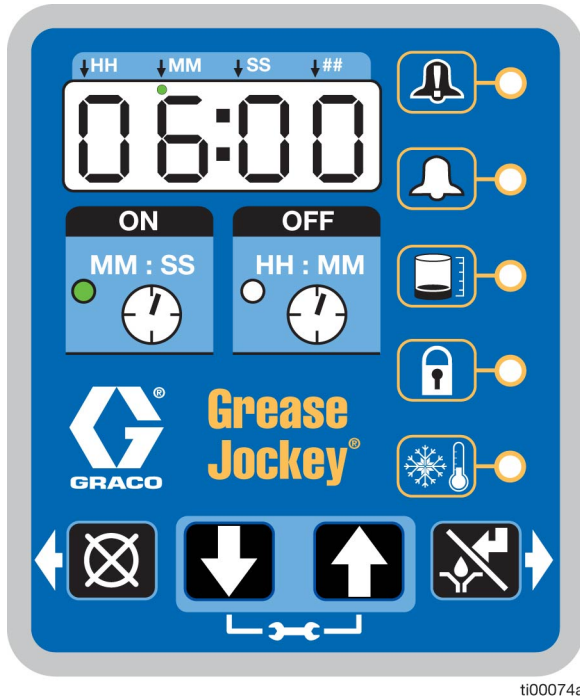 ↓HH ↓MM ↓SS ↓##
06:00
ON OFF
MM : SS HH : MM
Grease
Jockey®
GRACO®
ti00074a